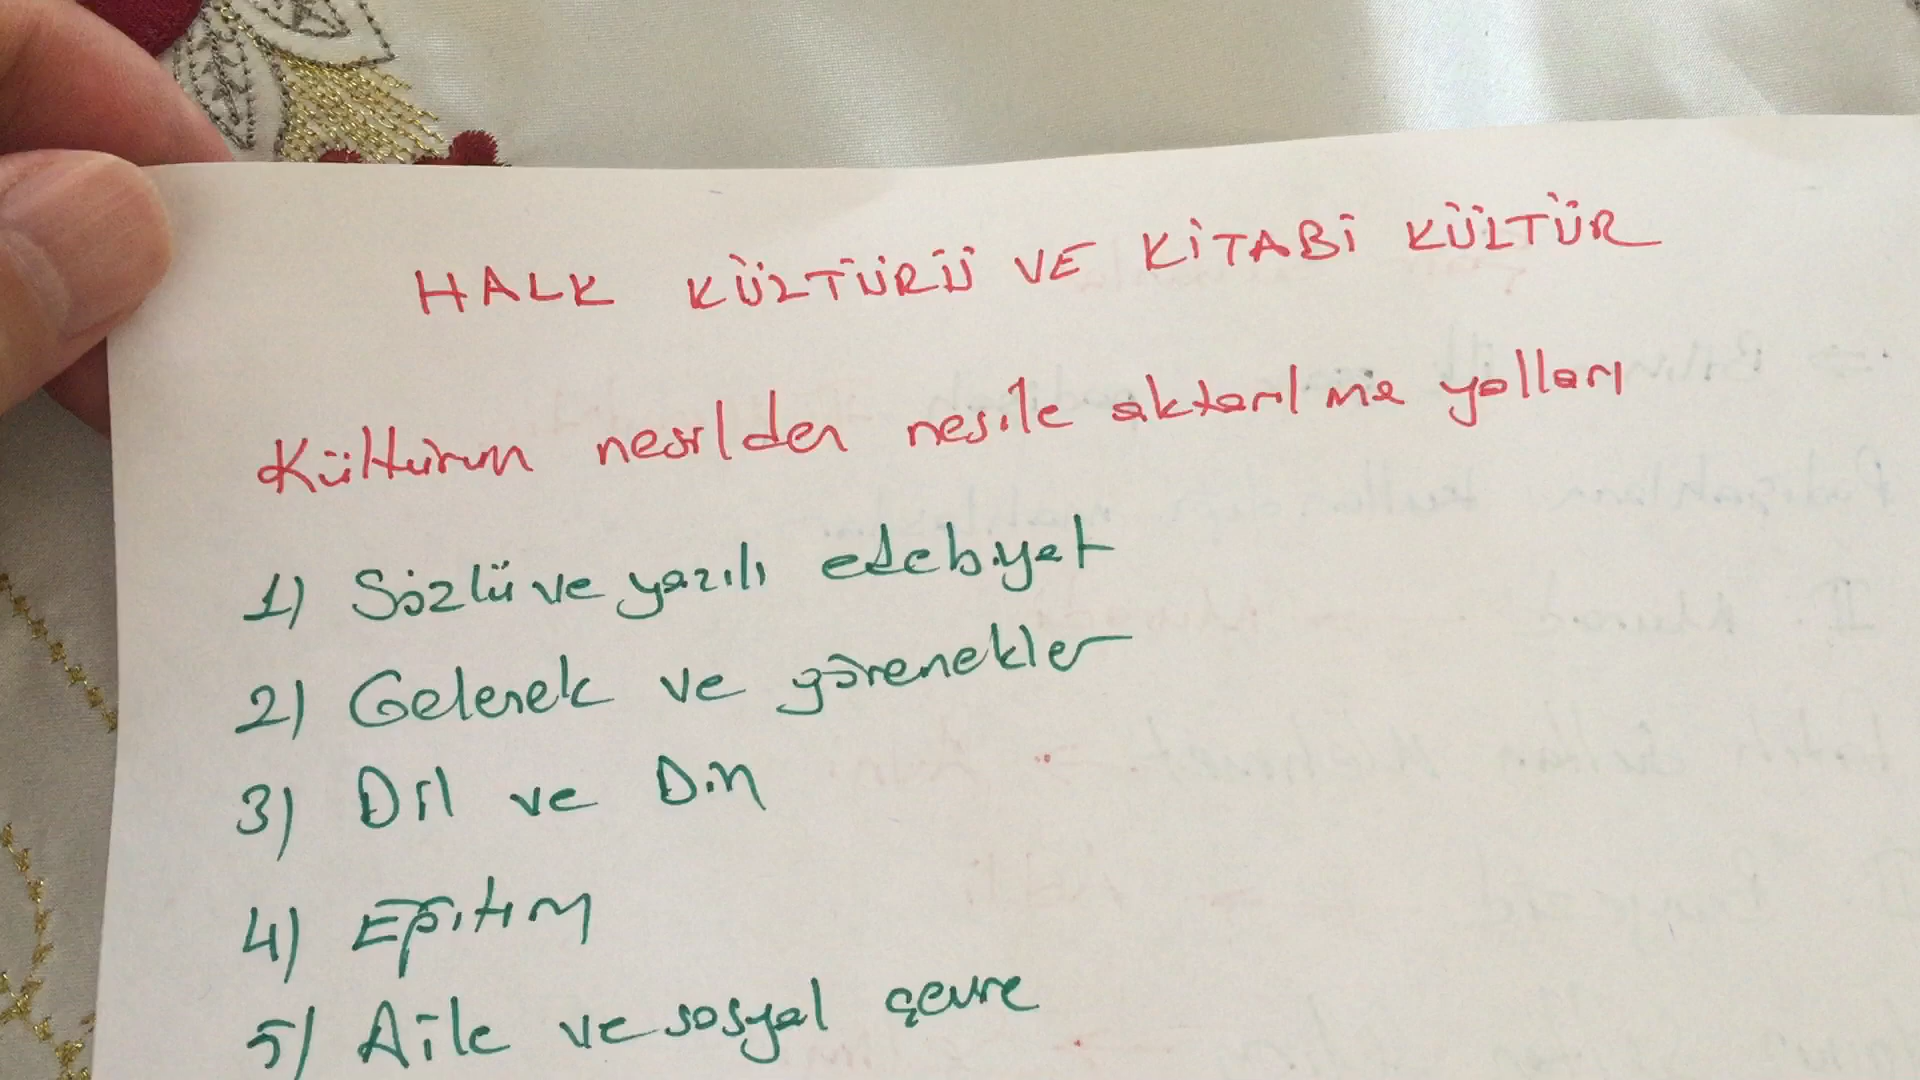 HALK KÜLTÜRÜ VE KİTABİ KÜLTÜR
Kültürün nesilden nesile aktarılma yolları
1) Sözlü ve yazılı edebiyat
2) Gelenek ve görenekler
3) Dil ve Din
4) Eğitim
5) Aile ve sosyal çevre